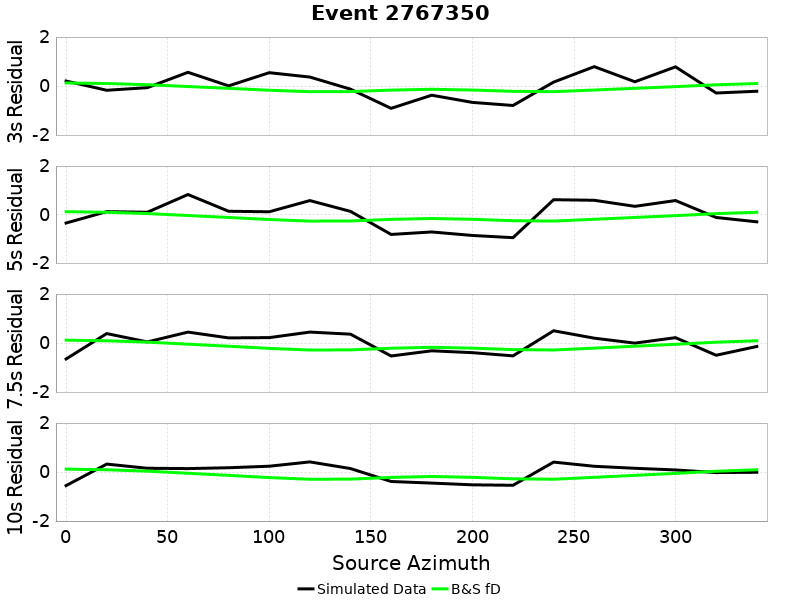 Event 2767350
3s Residual
2
0
-2
5s Residual
2
0
-2
7.5s Residual
2
0
-2
10s Residual
2
0
-2
0 50 100 150 200 250 300
Source Azimuth
Simulated Data B&S fD